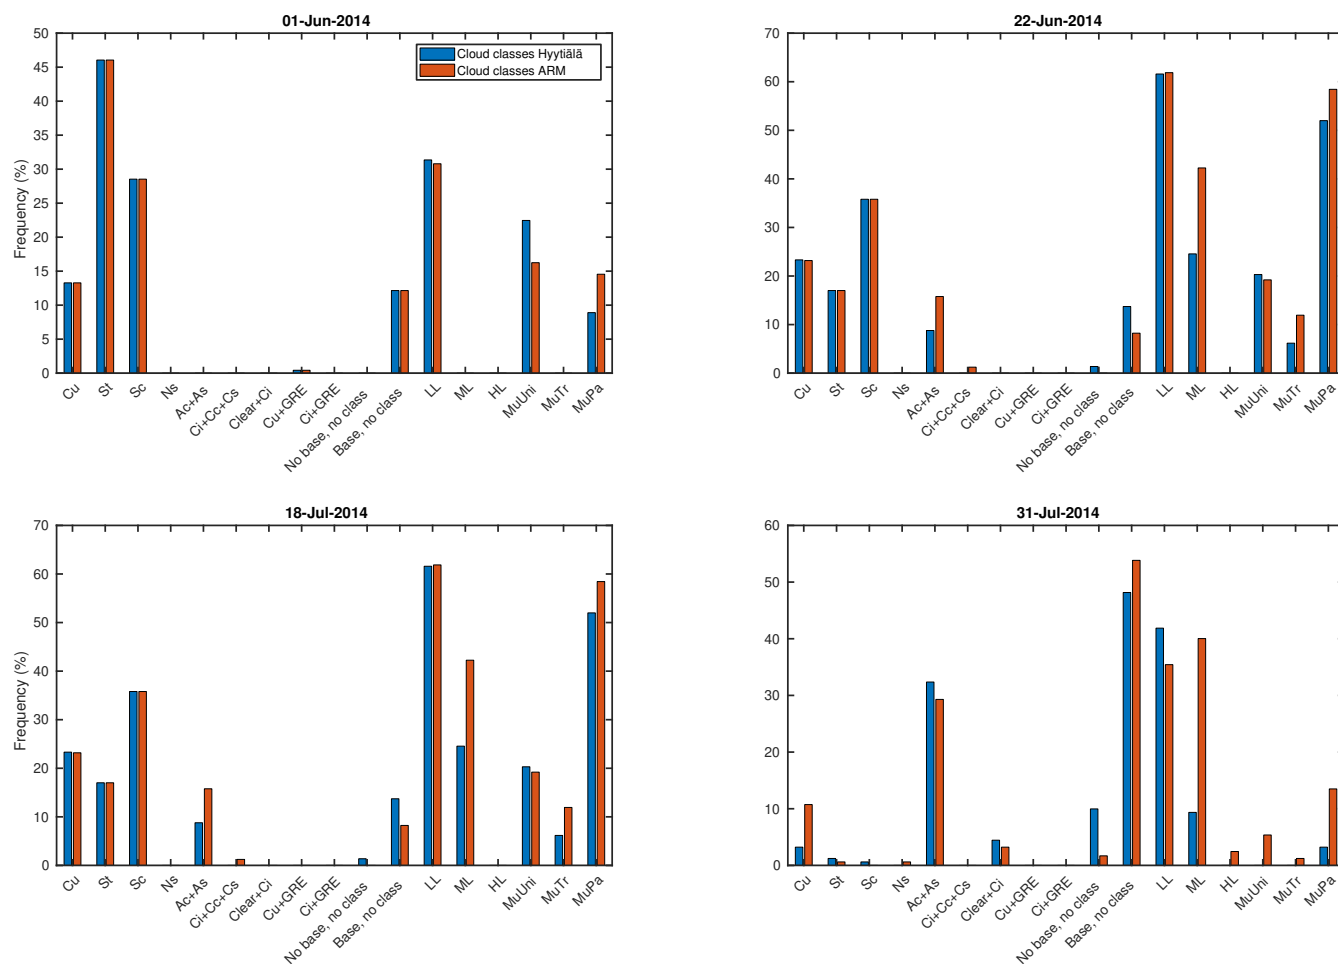 01-Jun-2014
50
45
40
35
30
25
20
15
10
5
0
Frequency (%)
Cloud classes Hyytiälä
Cloud classes ARM
Cu
St
Sc
Ns
Ac+As
Ci+Cc+Cs
Clear+Ci
Cu+GRE
Ci+GRE
No base, no class
Base, no class
LL
ML
HL
MuUni
MuTr
MuPa
22-Jun-2014
70
60
50
40
30
20
10
0
Cu
St
Sc
Ns
Ac+As
Ci+Cc+Cs
Clear+Ci
Cu+GRE
Ci+GRE
No base, no class
Base, no class
LL
ML
HL
MuUni
MuTr
MuPa
18-Jul-2014
70
60
50
40
30
20
10
0
Frequency (%)
Cu
St
Sc
Ns
Ac+As
Ci+Cc+Cs
Clear+Ci
Cu+GRE
Ci+GRE
No base, no class
Base, no class
LL
ML
HL
MuUni
MuTr
MuPa
31-Jul-2014
60
50
40
30
20
10
0
Cu
St
Sc
Ns
Ac+As
Ci+Cc+Cs
Clear+Ci
Cu+GRE
Ci+GRE
No base, no class
Base, no class
LL
ML
HL
MuUni
MuTr
MuPa